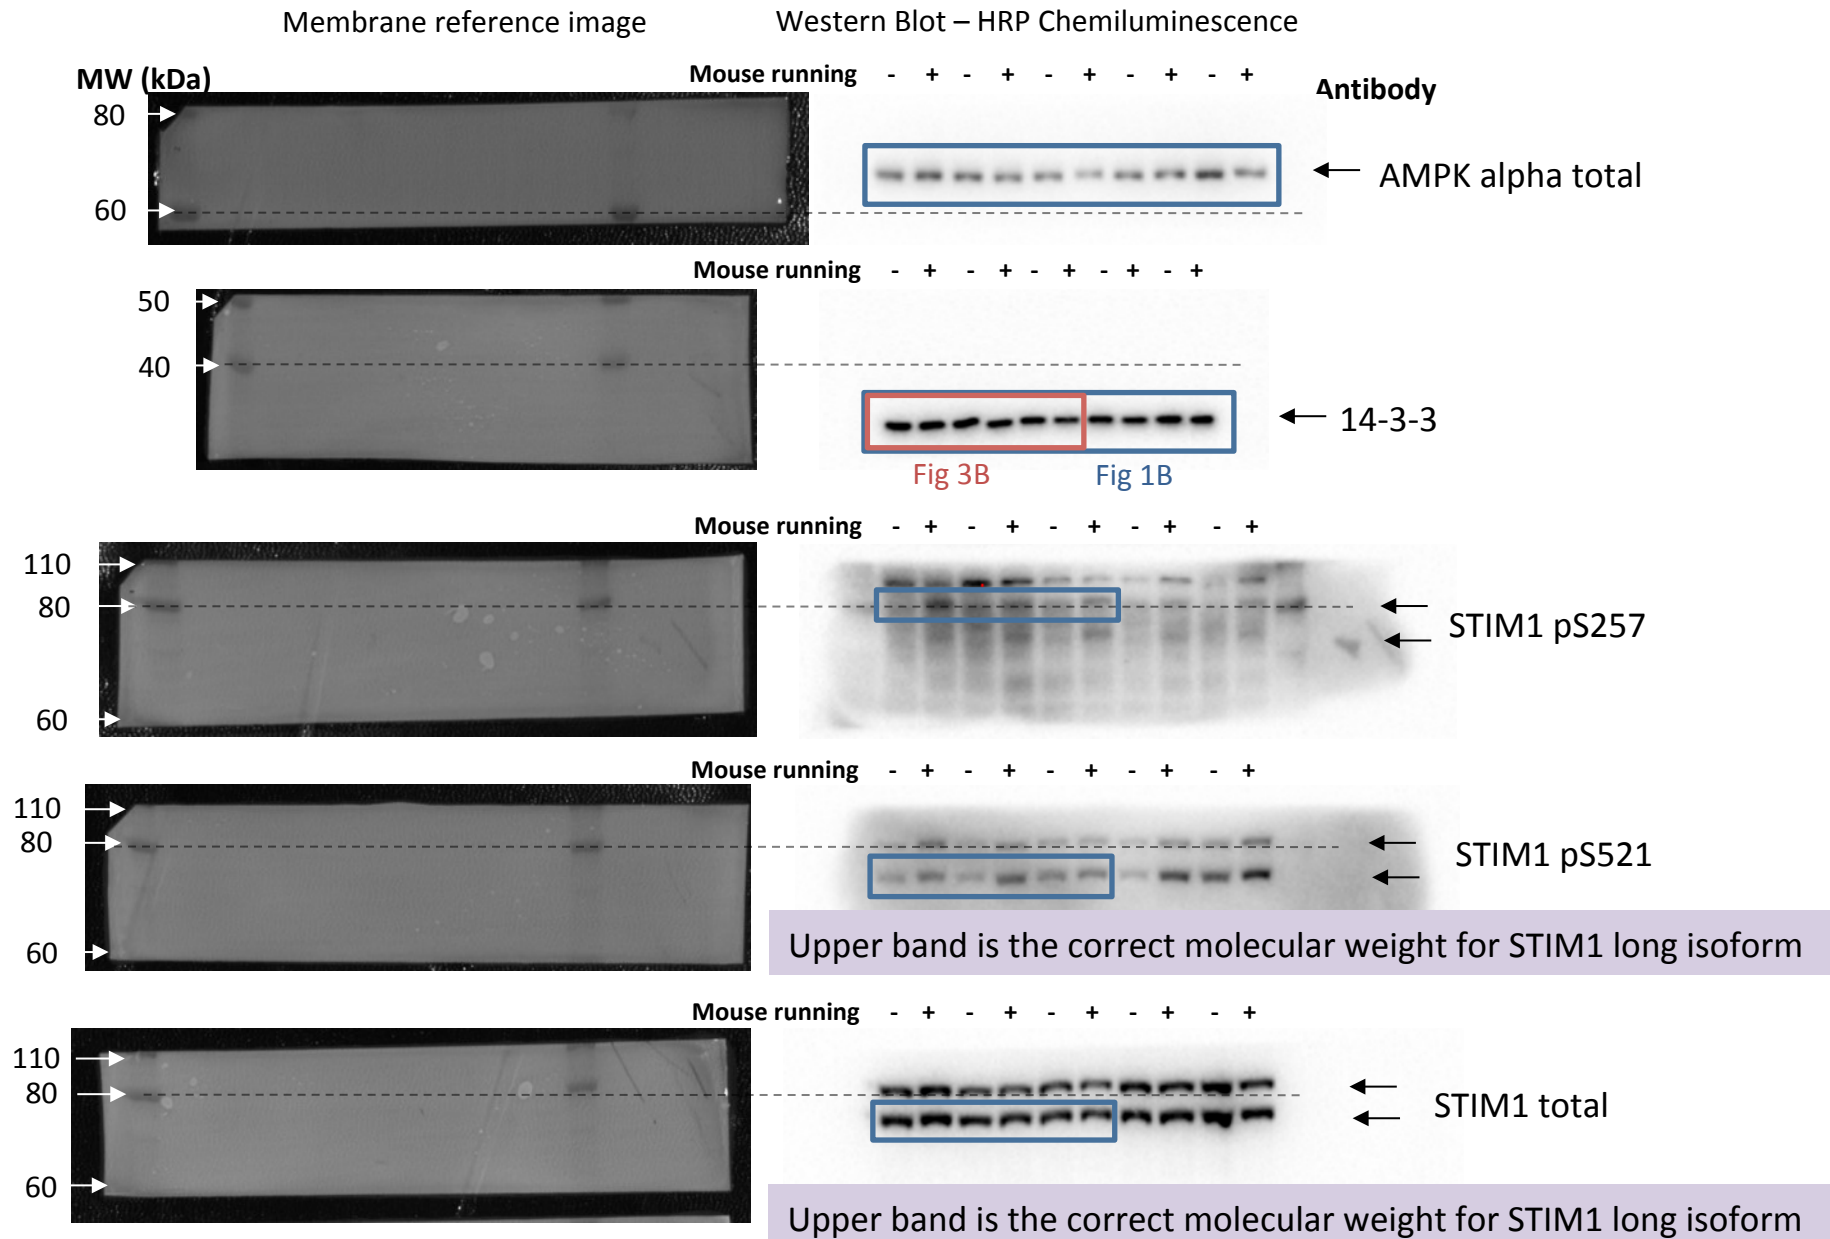 Membrane reference image
Western Blot – HRP Chemiluminescence
MW (kDa)
Mouse running - + - + - + - + - +
Antibody
80
60
AMPK alpha total
Mouse running - + - + - + - + - +
50
40
14-3-3
Fig 3B
Fig 1B
Mouse running - + - + - + - + - +
110
80
60
STIM1 pS257
Mouse running - + - + - + - + - +
110
80
60
STIM1 pS521
Upper band is the correct molecular weight for STIM1 long isoform
Mouse running - + - + - + - + - +
110
80
60
STIM1 total
Upper band is the correct molecular weight for STIM1 long isoform